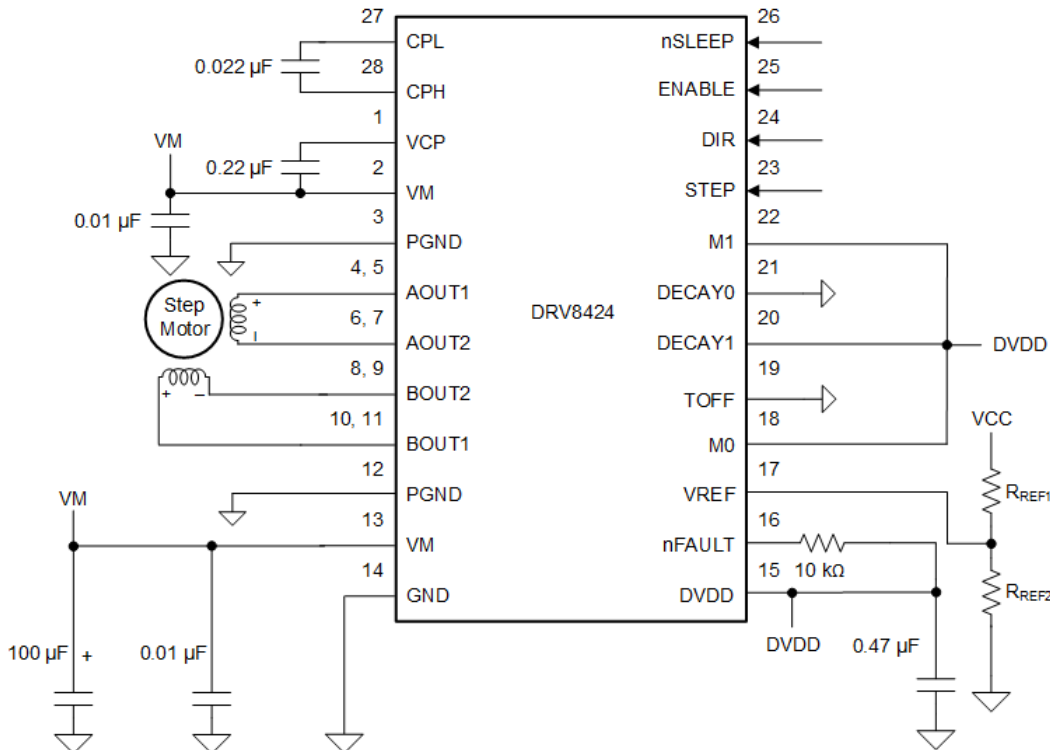 27
CPL
0.022 µF
28
CPH
1
VCP
VM
0.22 µF
2
VM
0.01 µF
3
PGND
4, 5
AOUT1
Step
Motor
+
–
6, 7
AOUT2
8, 9
BOUT2
+ –
10, 11
BOUT1
12
PGND
VM
13
VM
14
GND
100 µF +
0.01 µF
DRV8424
26
nSLEEP
25
ENABLE
24
DIR
23
STEP
22
M1
21
DECAY0
20
DECAY1
DVDD
19
TOFF
18
M0
VCC
17
VREF
RREF1
16
nFAULT
10 kΩ
15
DVDD
RREF2
DVDD
0.47 µF